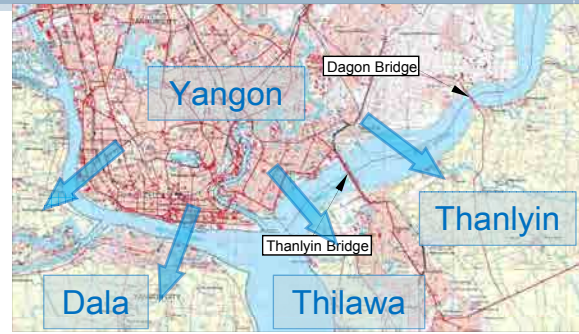 Dagon Bridge
Yangon
Thanlyin
Thanlyin Bridge
Dala
Thilawa